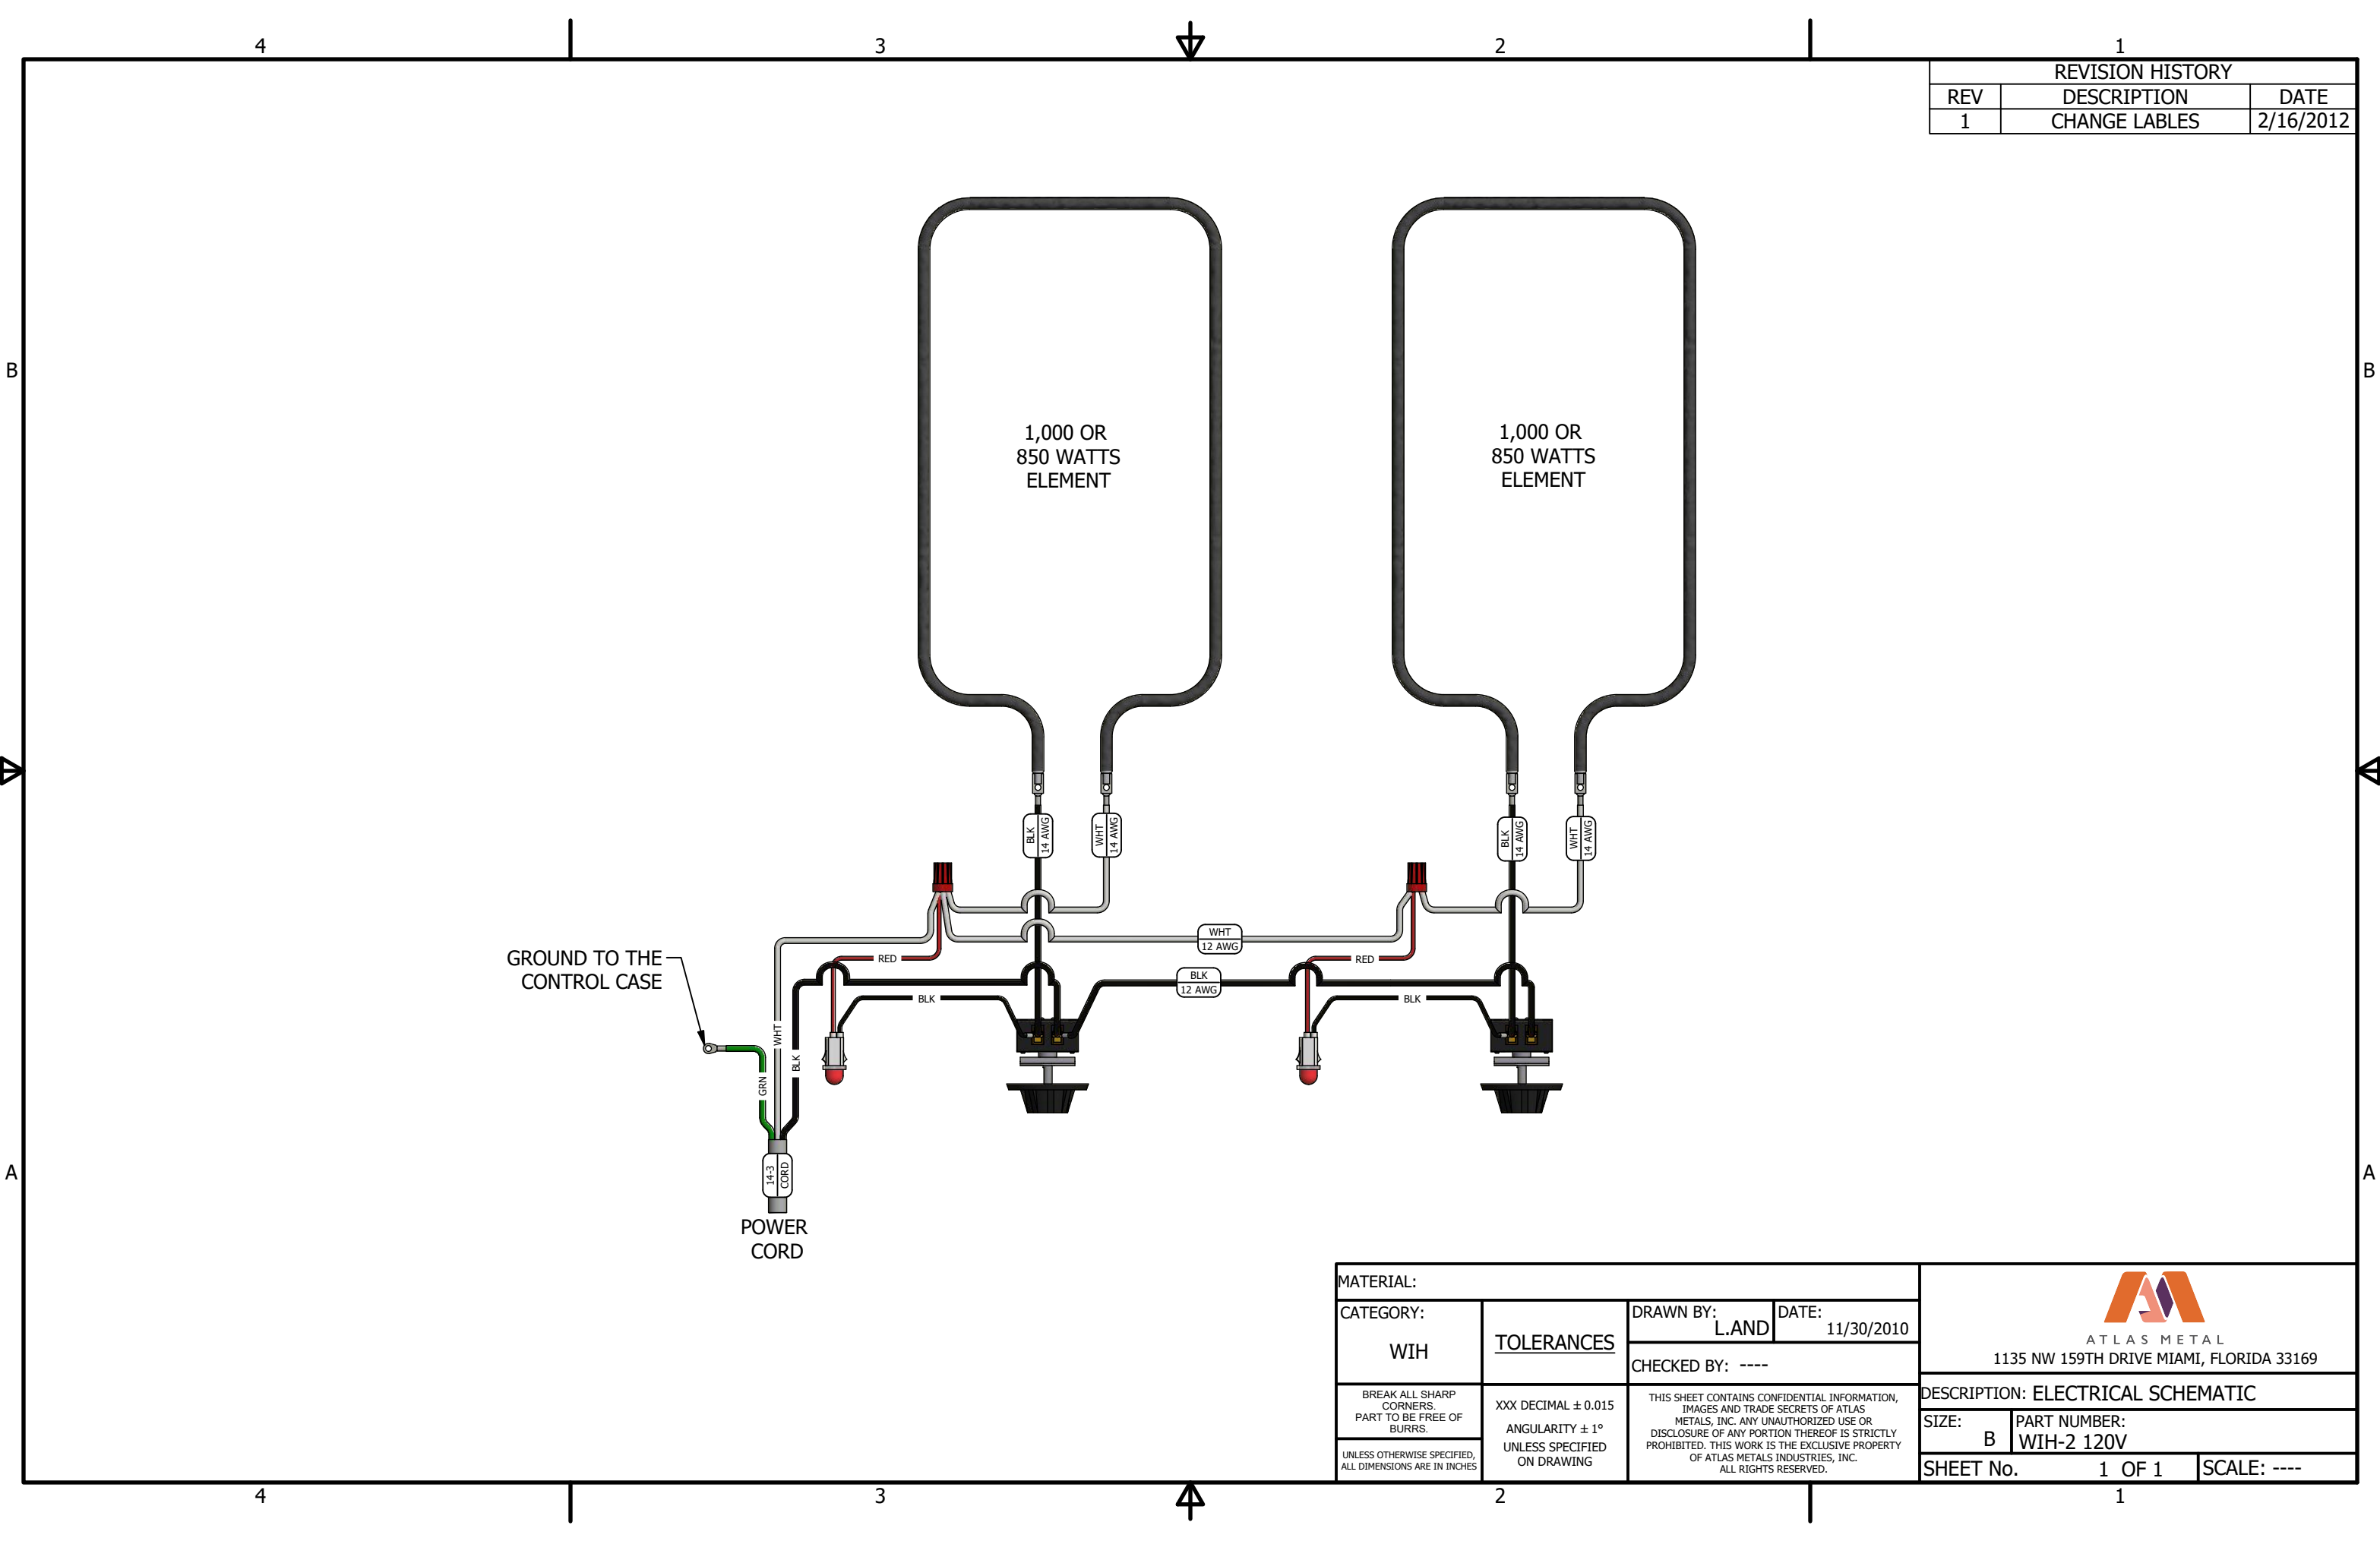 4 3 2 1
REVISION HISTORY
REV DESCRIPTION DATE
1 CHANGE LABLES 2/16/2012
B B
1,000 OR
850 WATTS
ELEMENT
1,000 OR
850 WATTS
ELEMENT
BLK
14 AWG
WHT
14 AWG
BLK
14 AWG
WHT
14 AWG
WHT
12 AWG
GROUND TO THE
CONTROL CASE
RED
RED
BLK
12 AWG
BLK
BLK
WHT
BLK
GRN
A A
14-3
CORD
POWER
CORD
MATERIAL:
CATEGORY:
WIH
TOLERANCES
DRAWN BY:
L.AND
DATE:
11/30/2010
CHECKED BY: ----
BREAK ALL SHARP
CORNERS.
PART TO BE FREE OF
BURRS.
UNLESS OTHERWISE SPECIFIED,
ALL DIMENSIONS ARE IN INCHES
XXX DECIMAL ± 0.015
ANGULARITY ± 1°
UNLESS SPECIFIED
ON DRAWING
THIS SHEET CONTAINS CONFIDENTIAL INFORMATION,
IMAGES AND TRADE SECRETS OF ATLAS
METALS, INC. ANY UNAUTHORIZED USE OR
DISCLOSURE OF ANY PORTION THEREOF IS STRICTLY
PROHIBITED. THIS WORK IS THE EXCLUSIVE PROPERTY
OF ATLAS METALS INDUSTRIES, INC.
ALL RIGHTS RESERVED.
ATLAS METAL
1135 NW 159TH DRIVE MIAMI, FLORIDA 33169
DESCRIPTION: ELECTRICAL SCHEMATIC
SIZE:
B
PART NUMBER:
WIH-2 120V
SHEET No. 1 OF 1 SCALE: ----
4 3 2 1